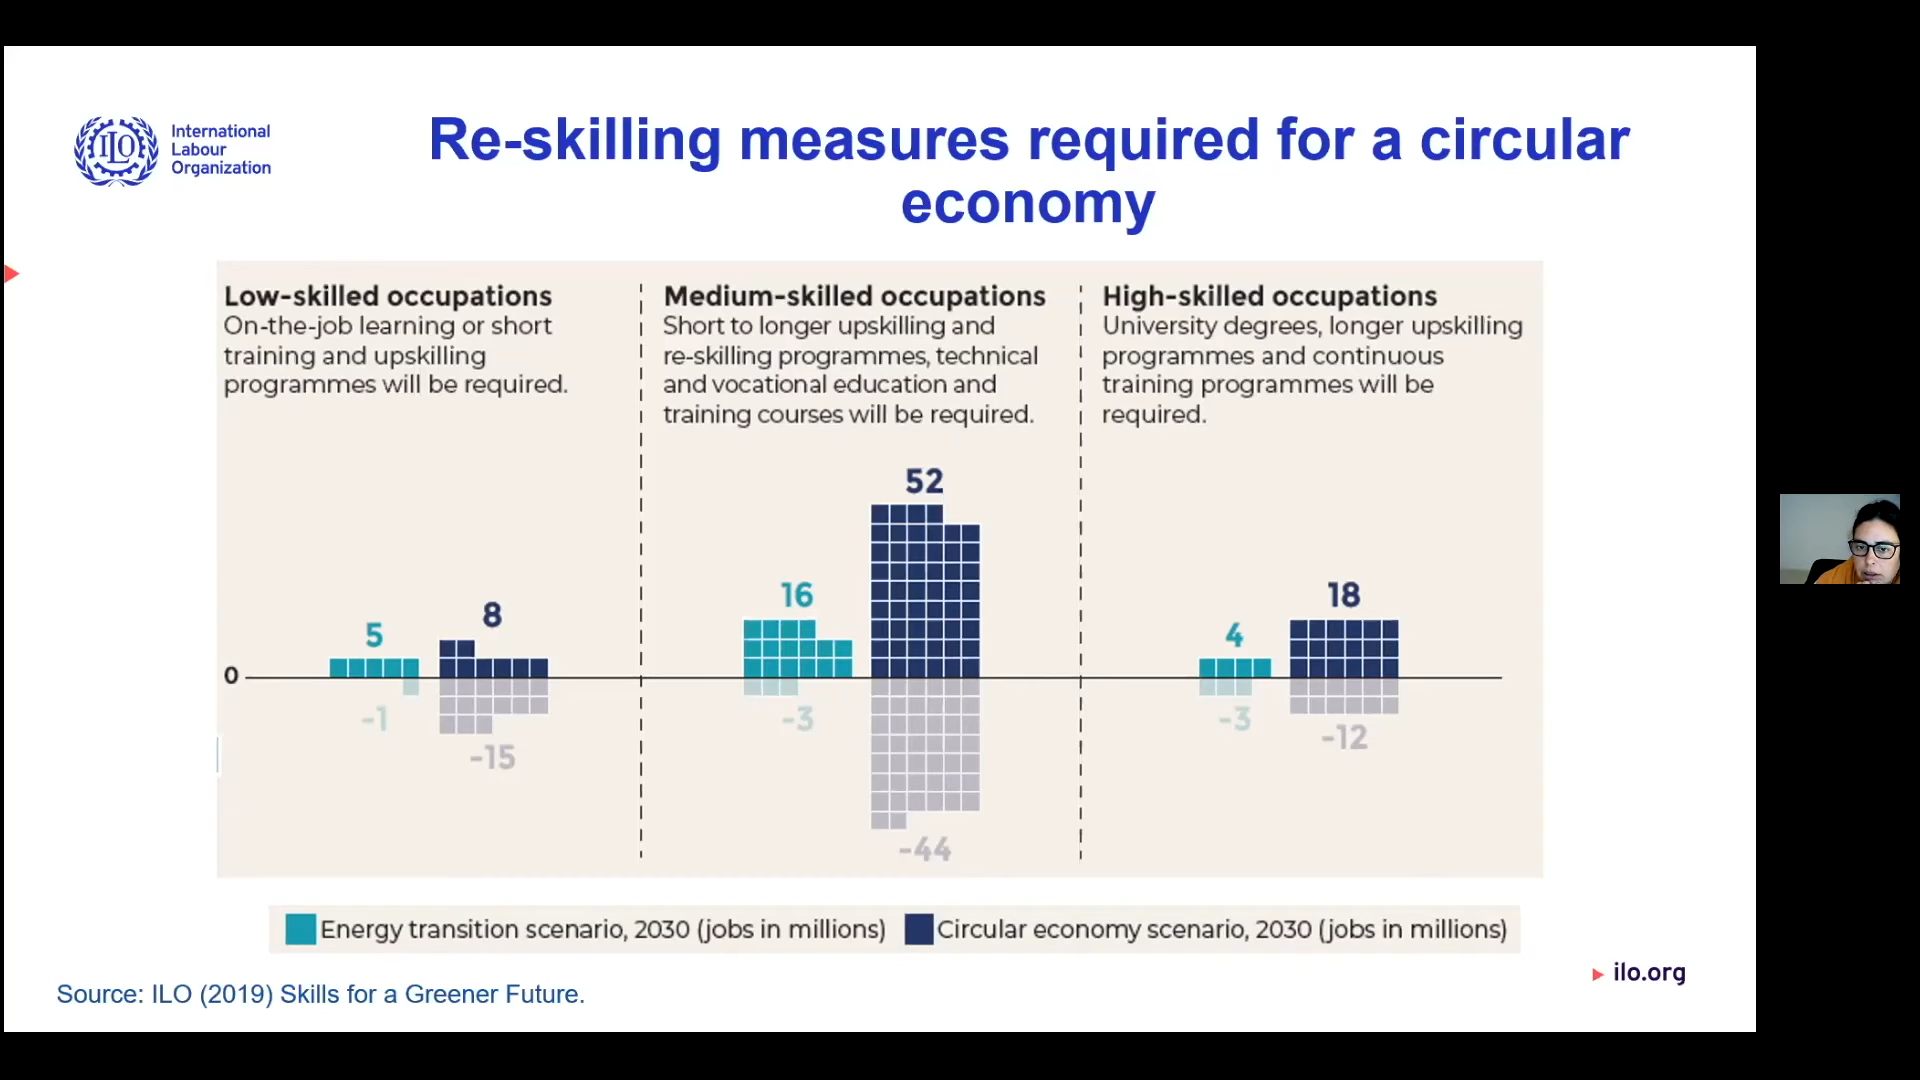 International
Labour
Organization
Re-skilling measures required for a circular
economy
Low-skilled occupations
On-the-job learning or short
training and upskilling
programmes will be required.
Medium-skilled occupations
Short to longer upskilling and
re-skilling programmes, technical
and vocational education and
training courses will be required.
High-skilled occupations
University degrees, longer upskilling
programmes and continuous
training programmes will be
required.
0
5
-1
8
-15
16
-3
52
-44
4
-3
18
-12
Energy transition scenario, 2030 (jobs in millions)
Circular economy scenario, 2030 (jobs in millions)
ilo.org
Source: ILO (2019) Skills for a Greener Future.